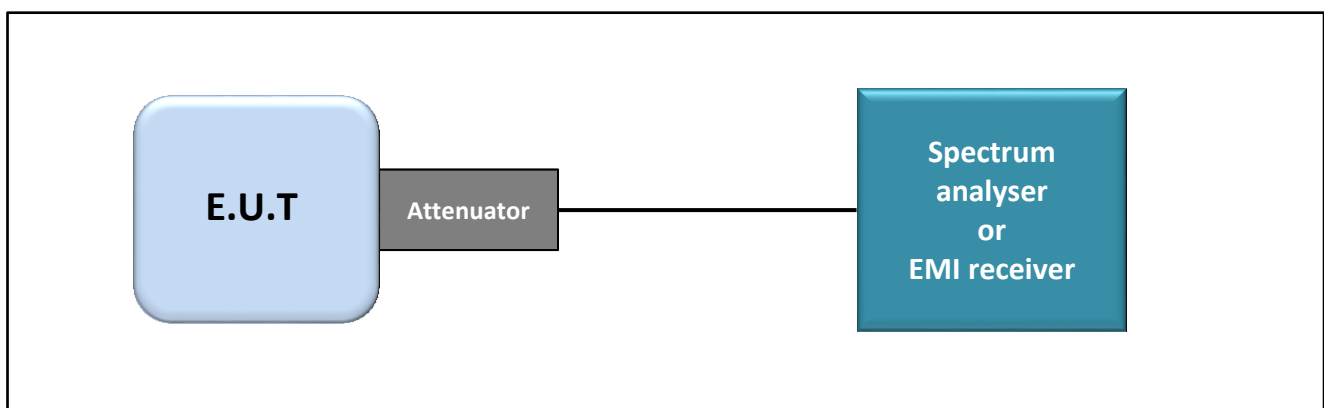 E.U.T
Attenuator
Spectrum
analyser
or
EMI receiver